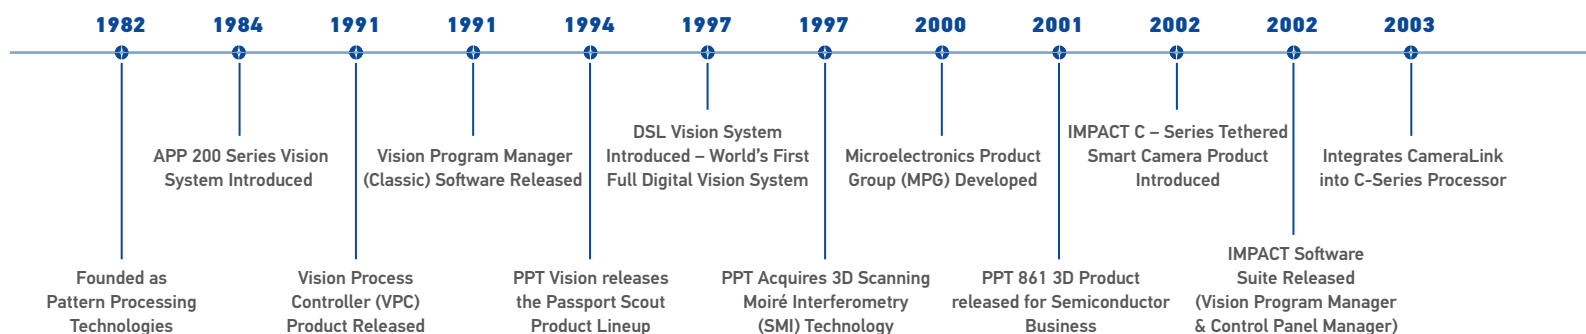 1982
1984
1991
1991
1994
1997
1997
2000
2001
2002
2002
2003
Founded as
Pattern Processing
Technologies
APP 200 Series Vision
System Introduced
Vision Process
Controller (VPC)
Product Released
Vision Program Manager
(Classic) Software Released
PPT Vision releases
the Passport Scout
Product Lineup
DSL Vision System
Introduced – World’s First
Full Digital Vision System
PPT Acquires 3D Scanning
Moiré Interferometry
(SMI) Technology
Microelectronics Product
Group (MPG) Developed
PPT 861 3D Product
released for Semiconductor
Business
IMPACT C – Series Tethered
Smart Camera Product
Introduced
IMPACT Software
Suite Released
(Vision Program Manager
& Control Panel Manager)
Integrates CameraLink
into C-Series Processor